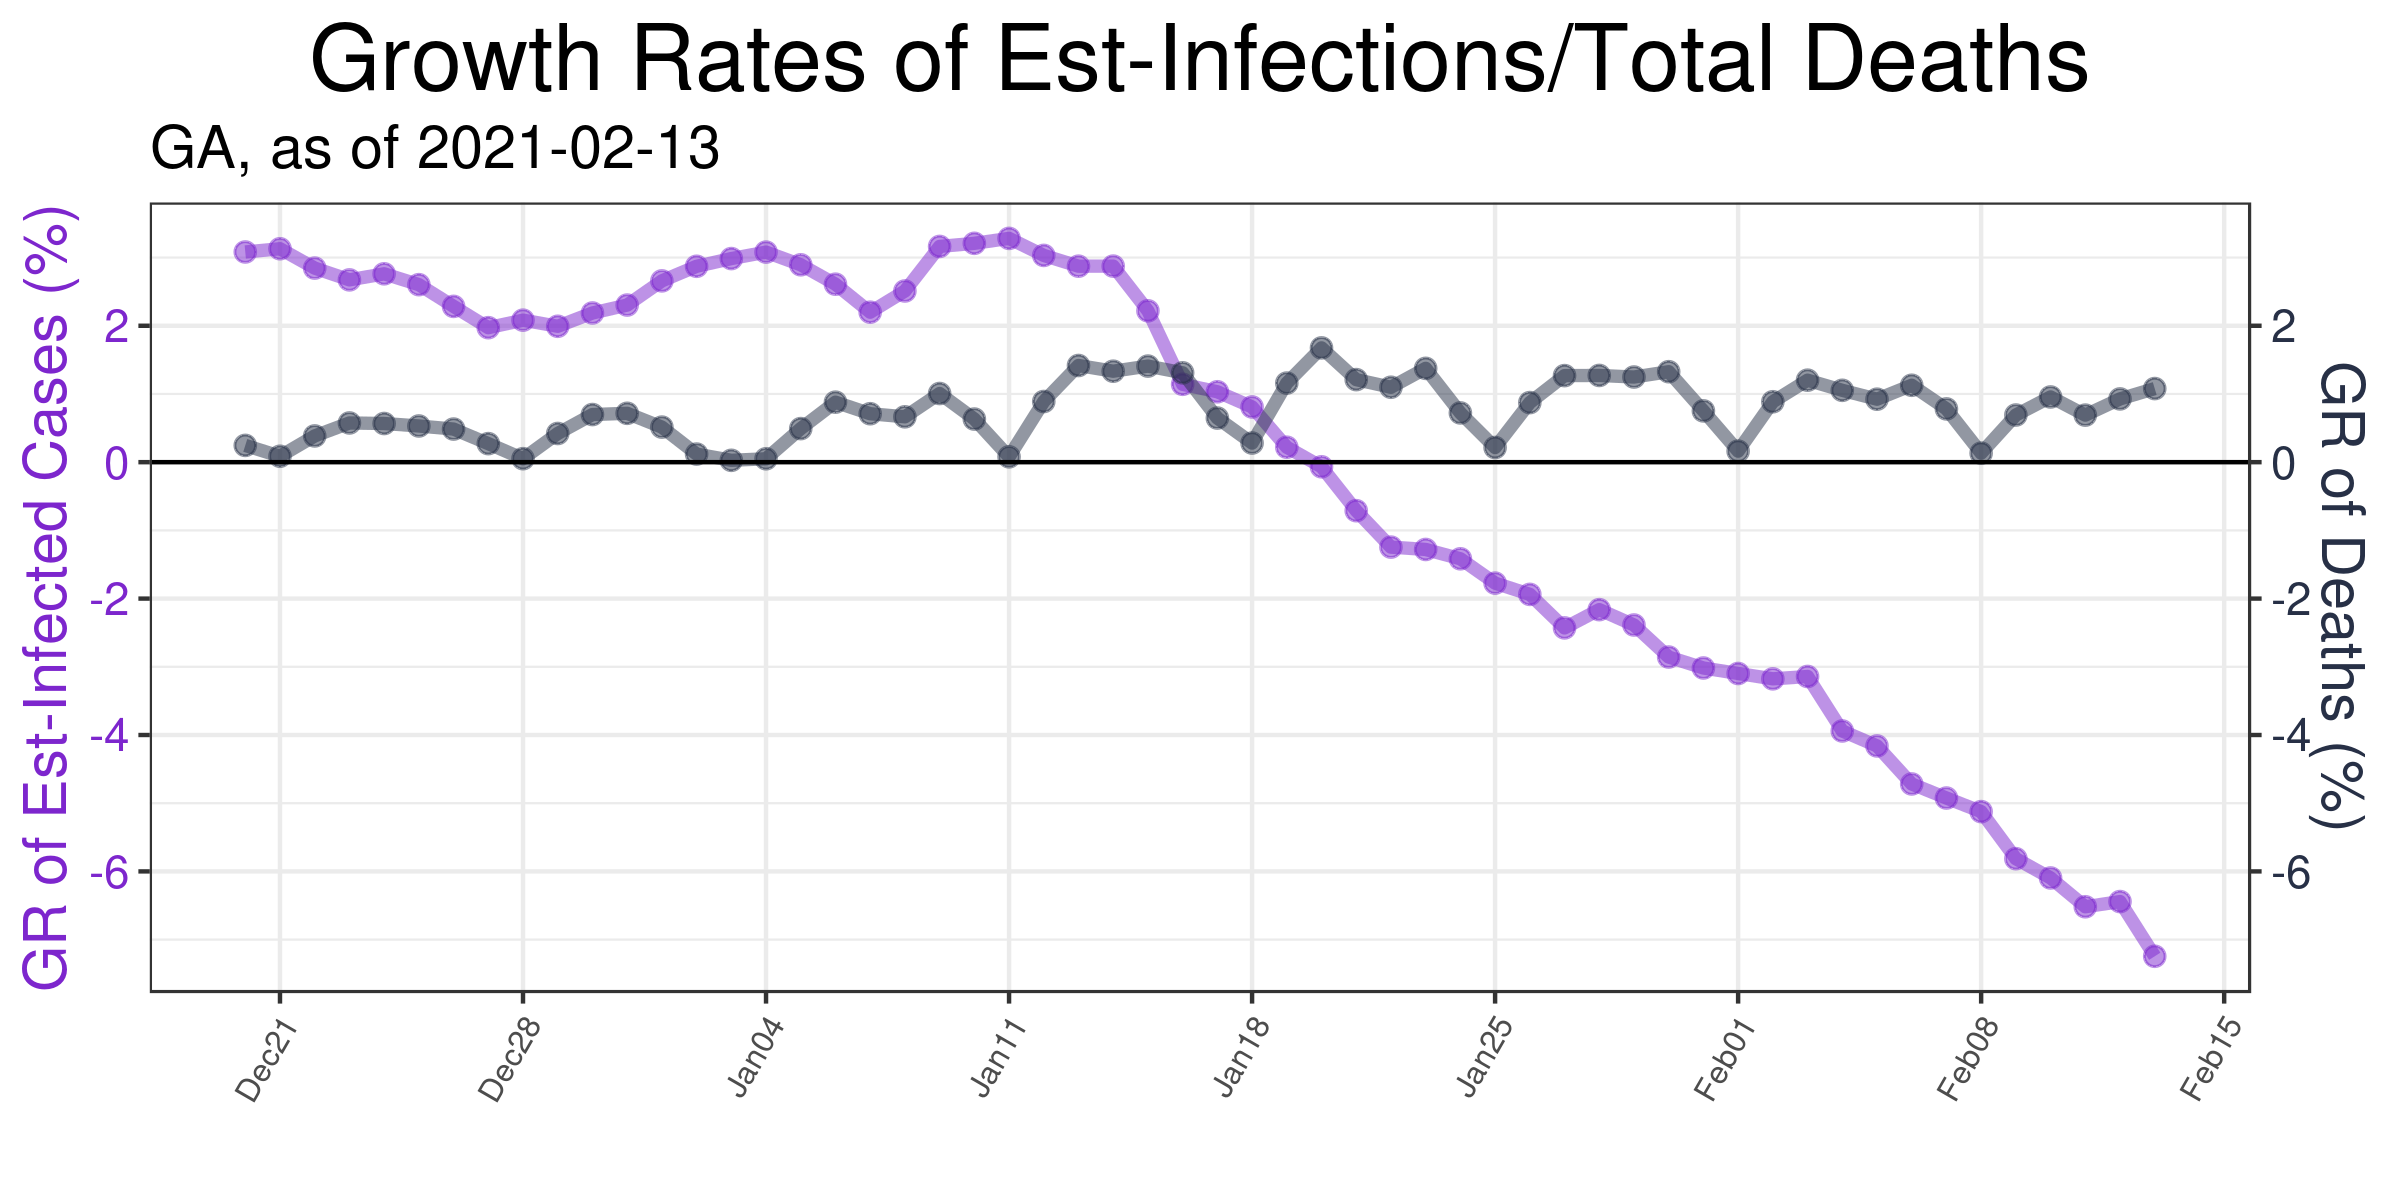 Growth Rates of Est-Infections/Total Deaths
GA, as of 2021-02-13
GR of Est-Infected Cases (%)
2
0
-2
-4
-6
2
0
-2
-4
-6
GR of Deaths (%)
Dec21
Dec28
Jan04
Jan11
Jan18
Jan25
Feb01
Feb08
Feb15